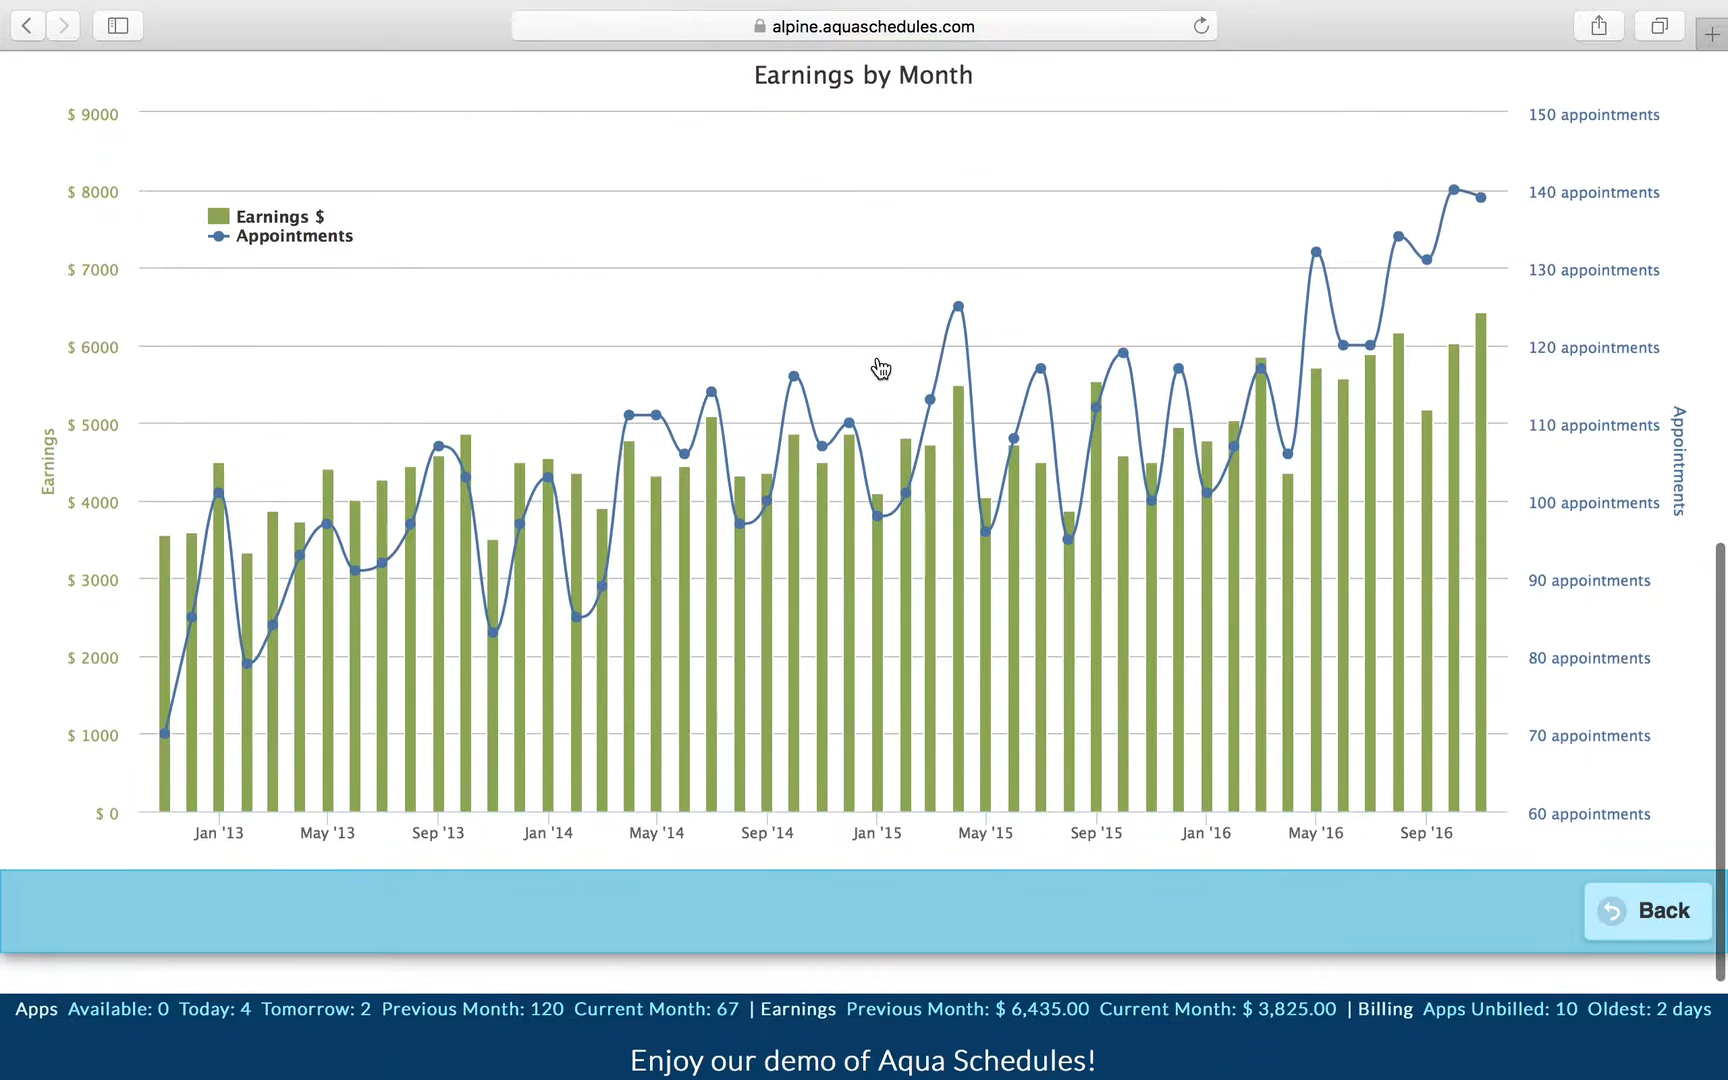 alpine.aquaschedules.com
Earnings by Month
$ 9000
$ 8000
$ 7000
$ 6000
$ 5000
$ 4000
$ 3000
$ 2000
$ 1000
$ 0
Earnings
Earnings $
Appointments
150 appointments
140 appointments
130 appointments
120 appointments
110 appointments
100 appointments
90 appointments
80 appointments
70 appointments
60 appointments
Appointments
Jan '13 May '13 Sep '13 Jan '14 May '14 Sep '14 Jan '15 May '15 Sep '15 Jan '16 May '16 Sep '16
Back
Apps Available: 0 Today: 4 Tomorrow: 2 Previous Month: 120 Current Month: 67 | Earnings Previous Month: $ 6,435.00 Current Month: $ 3,825.00 | Billing Apps Unbilled: 10 Oldest: 2 days
Enjoy our demo of Aqua Schedules!